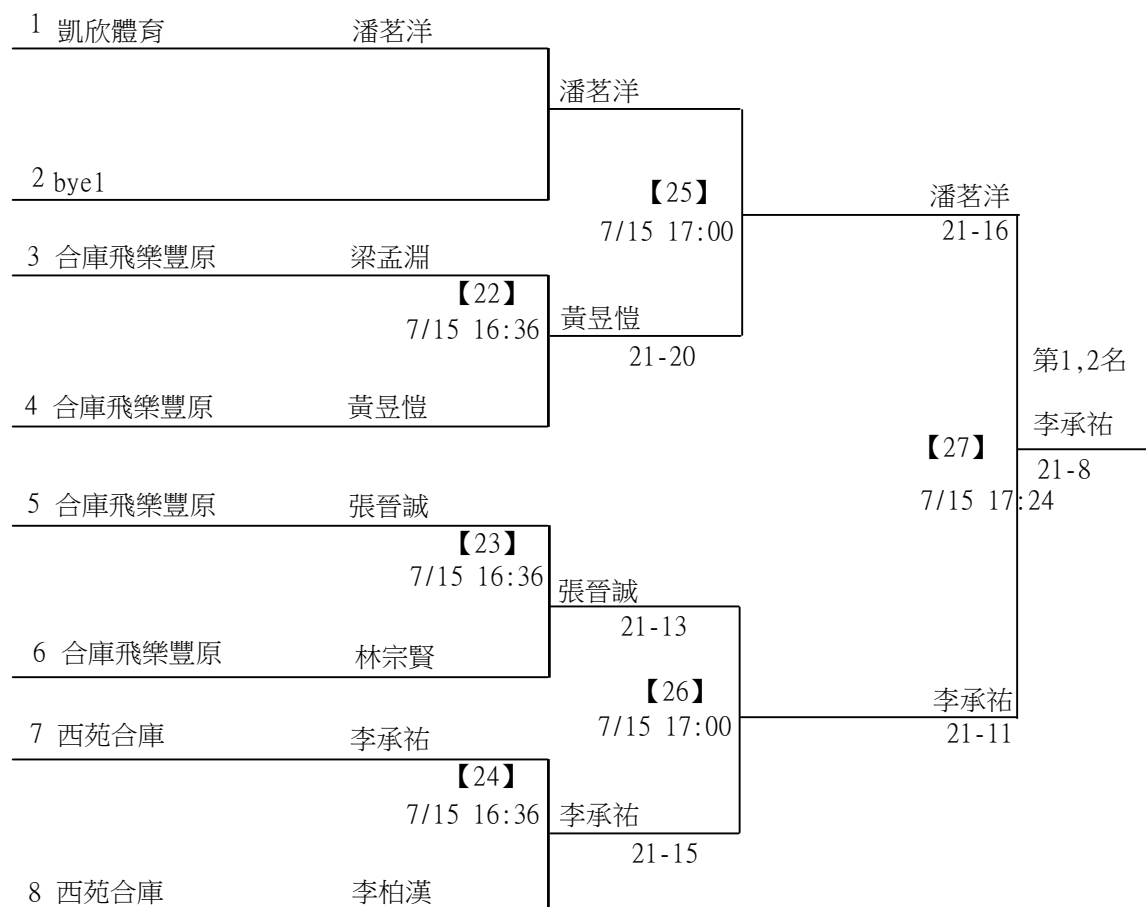 1 凱欣體育 潘茗洋
潘茗洋
2 bye1
【25】
7/15 17:00
潘茗洋
21-16
3 合庫飛樂豐原 梁孟淵
【22】
7/15 16:36
黃昱愷
21-20
4 合庫飛樂豐原 黃昱愷
第1,2名
李承祐
21-8
【27】
7/15 17:24
5 合庫飛樂豐原 張晉誠
【23】
7/15 16:36
張晉誠
21-13
6 合庫飛樂豐原 林宗賢
【26】
7/15 17:00
李承祐
21-11
7 西苑合庫 李承祐
【24】
7/15 16:36
李承祐
21-15
8 西苑合庫 李柏漢